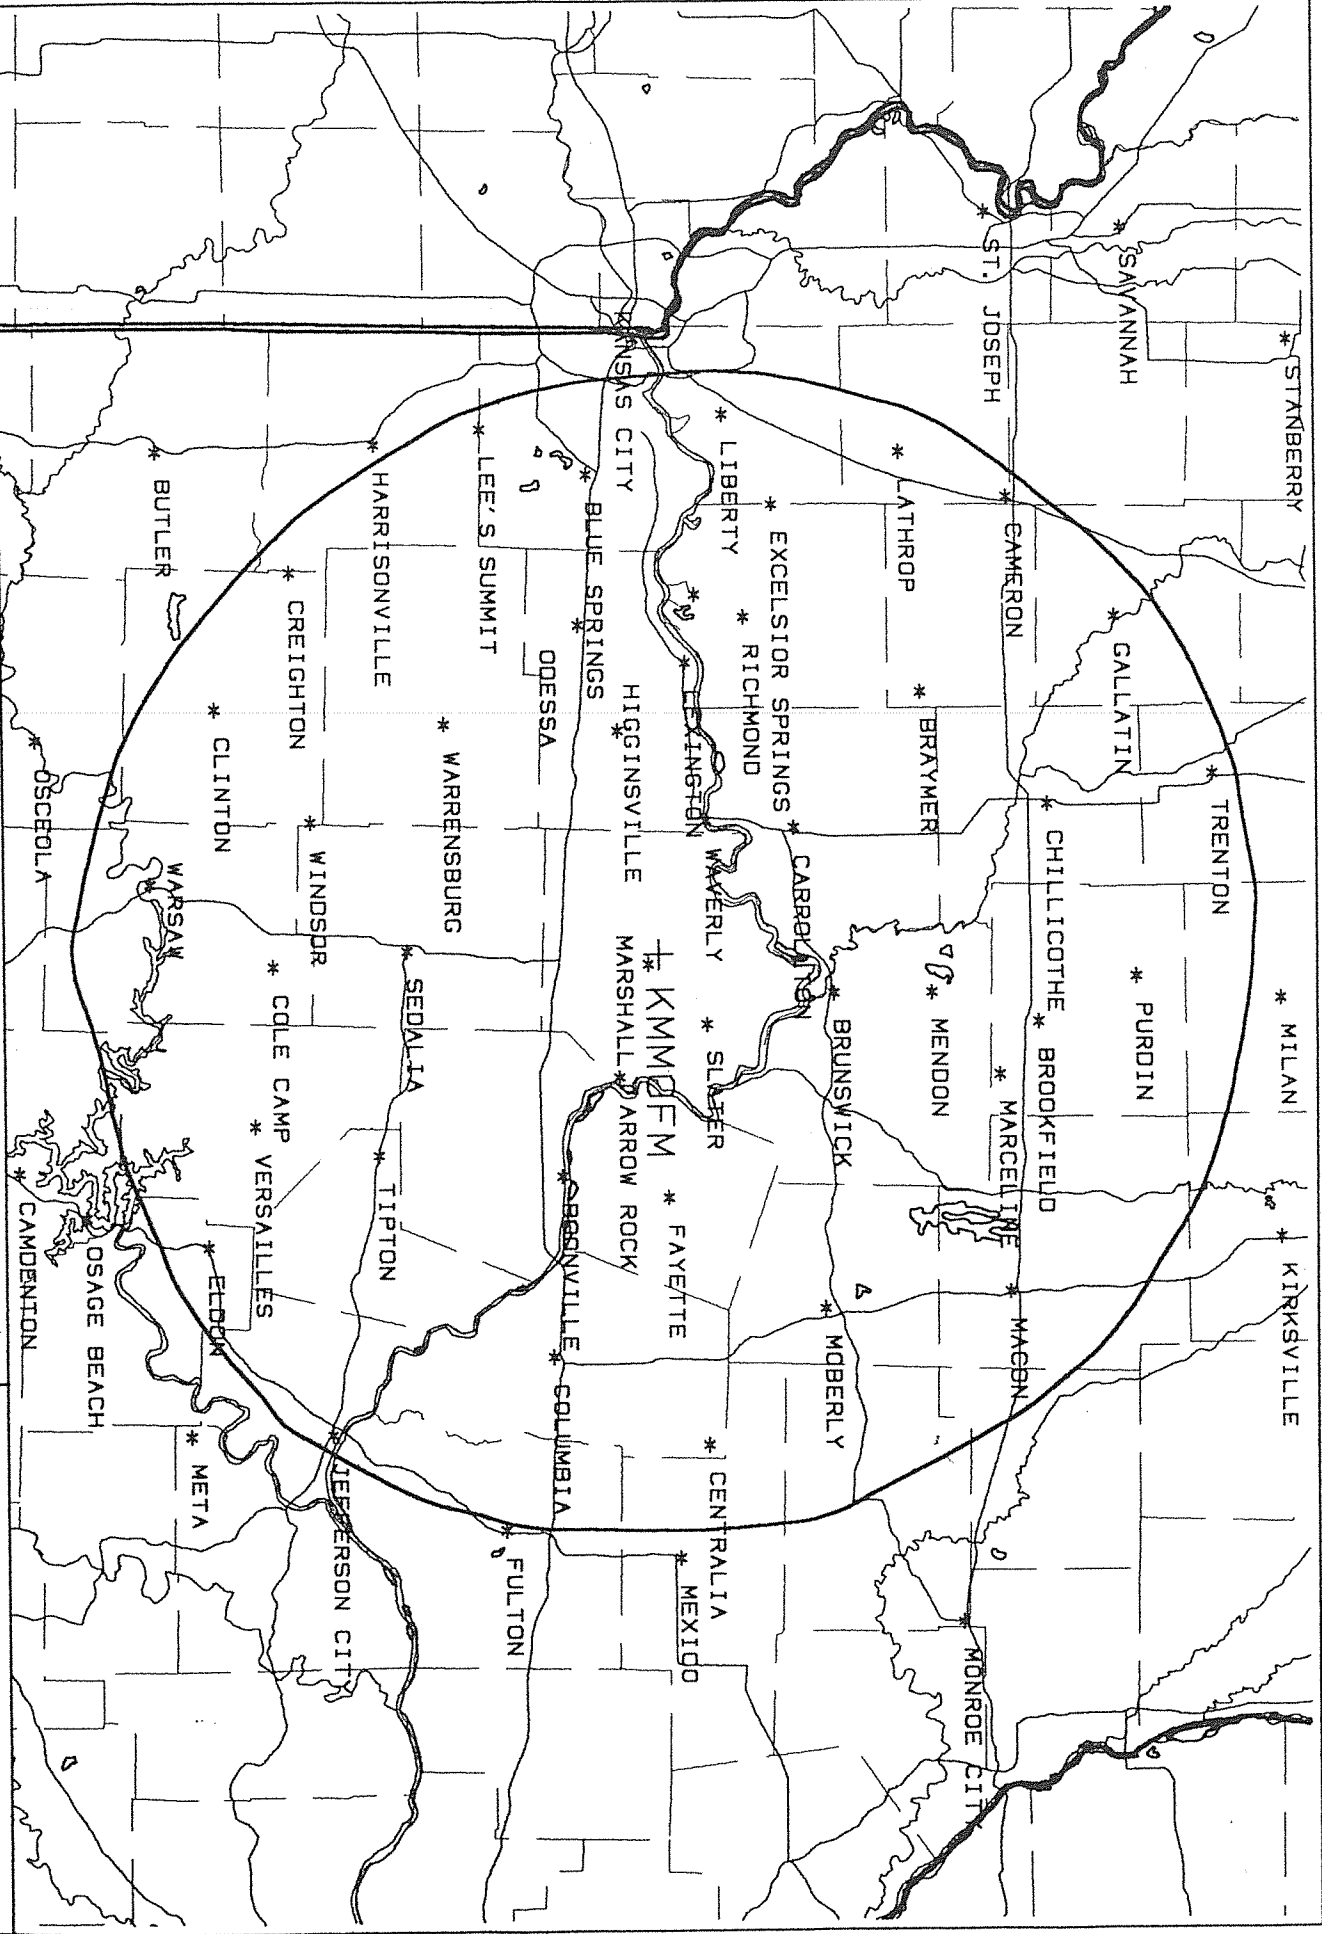 STANBERRY
SAVANNAH
ST. JOSEPH
MILAN
KIRKSVILLE
TRENTON
PURDIN
GALLATIN
CHILLICOTHE
BROOKFIELD
CAMERON
MARCELINE
MACON
MONROE CITY
LATHROP
BRAYMER
MENDON
BRUNSWICK
MOBERLY
EXCELSIOR SPRINGS
CARROLLTON
LIBERTY
RICHMOND
WAVERLY
SLATER
CENTRALIA
LEXINGTON
KMMOFM
FAYETTE
MEXICO
KANSAS CITY
HIGGINSVILLE
MARSHALL
ARROW ROCK
BLUE SPRINGS
BOONVILLE
COLUMBIA
ODESSA
FULTON
LEE'S SUMMIT
WARRENSBURG
SEDALIA
HARRISONVILLE
TIPTON
JEFFERSON CITY
CREIGHTON
WINDSOR
COLE CAMP
VERSAILLES
CLINTON
ELDON
META
BUTLER
WARSAW
OSAGE BEACH
OSCEOLA
CAMDENTON